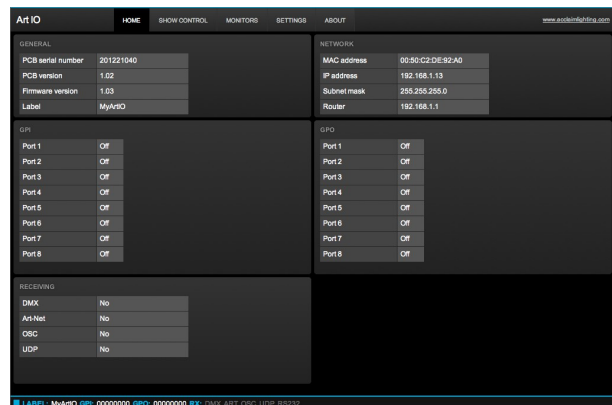 Art IO HOME SHOW CONTROL MONITORS SETTINGS ABOUT www.acclaimlighting.com
GENERAL
PCB serial number 201221040
PCB version 1.02
Firmware version 1.03
Label MyArtIO
NETWORK
MAC address 00:50:C2:DE:92:A0
IP address 192.168.1.13
Subnet mask 255.255.255.0
Router 192.168.1.1
GPI
Port 1 Off
Port 2 Off
Port 3 Off
Port 4 Off
Port 5 Off
Port 6 Off
Port 7 Off
Port 8 Off
GPO
Port 1 Off
Port 2 Off
Port 3 Off
Port 4 Off
Port 5 Off
Port 6 Off
Port 7 Off
Port 8 Off
RECEIVING
DMX No
Art-Net No
OSC No
UDP No
LABEL: MyArtIO GPI: 00000000 GPO: 00000000 RX: DMX ART OSC UDP RS232